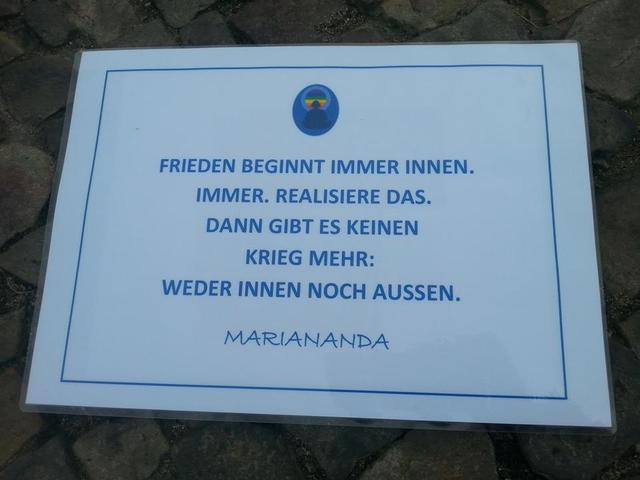 FRIEDEN BEGINNT IMMER INNEN.
IMMER. REALISIERE DAS.
DANN GIBT ES KEINEN
KRIEG MEHR:
WEDER INNEN NOCH AUSSEN.
MARIANANDA